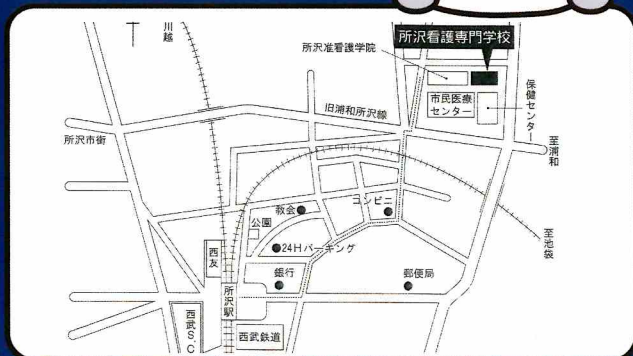 川越
所沢准看護学院
所沢看護専門学校
市民医療
センター
保健センター
旧浦和所沢線
所沢市街
至浦和
教会
コンビニ
公園
24Hパーキング
至池袋
西友
銀行
郵便局
所沢駅
西武S.C
西武鉄道